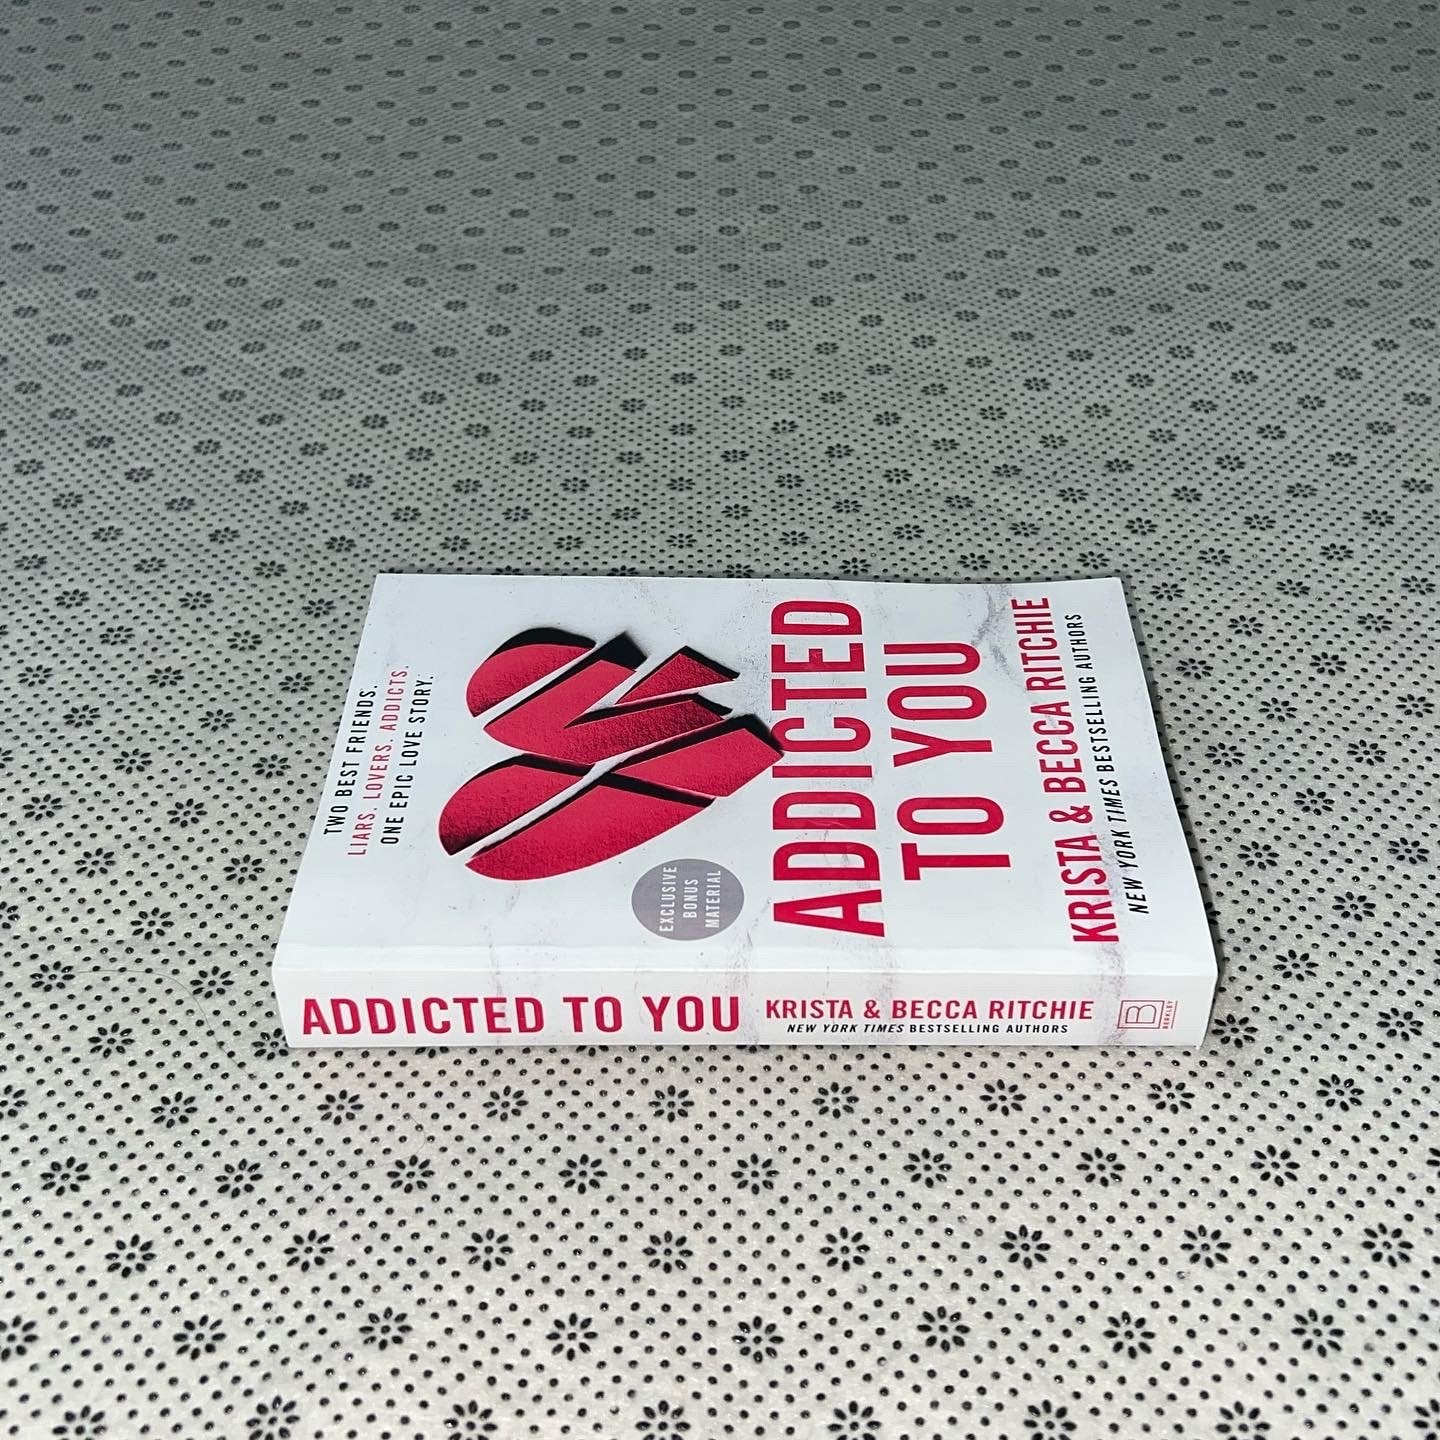 TWO BEST FRIENDS.
LIARS. LOVERS. ADDICTS.
ONE EPIC LOVE STORY.
EXCLUSIVE
BONUS
MATERIAL
ADDICTED
TO YOU
KRISTA & BECCA RITCHIE
NEW YORK TIMES BESTSELLING AUTHORS
ADDICTED TO YOU
KRISTA & BECCA RITCHIE
NEW YORK TIMES BESTSELLING AUTHORS
B
BERKLEY